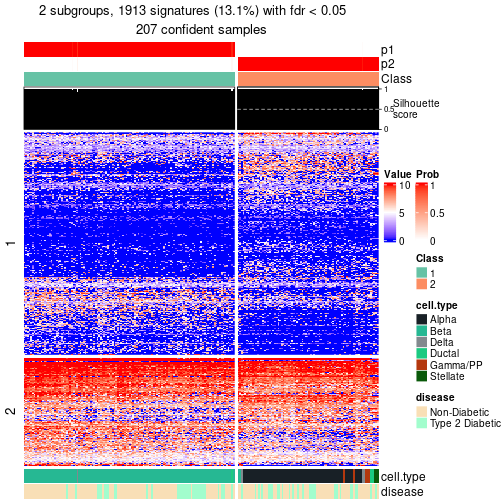 2 subgroups, 1913 signatures (13.1%) with fdr < 0.05
207 confident samples
p1
p2
Class
1
0.5
0
Silhouette
score
1
2
Value
10
5
0
Prob
1
0.5
0
Class
1
2
cell.type
Alpha
Beta
Delta
Ductal
Gamma/PP
Stellate
disease
Non-Diabetic
Type 2 Diabetic
cell.type
disease